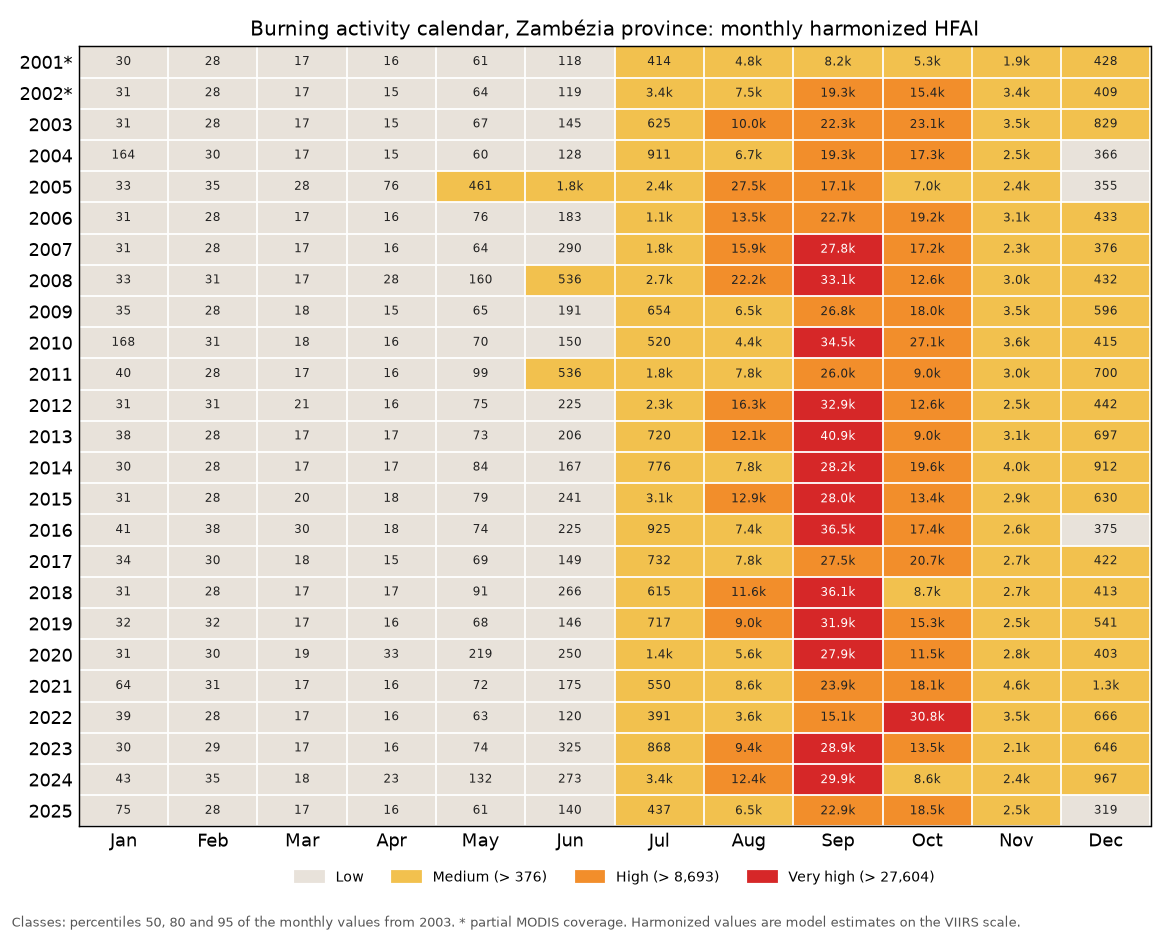 Burning activity calendar, Zambézia province: monthly harmonized HFAI
2001* 30 28 17 16 61 118 414 4.8k 8.2k 5.3k 1.9k 428
2002* 31 28 17 15 64 119 3.4k 7.5k 19.3k 15.4k 3.4k 409
2003 31 28 17 15 67 145 625 10.0k 22.3k 23.1k 3.5k 829
2004 164 30 17 15 60 128 911 6.7k 19.3k 17.3k 2.5k 366
2005 33 35 28 76 461 1.8k 2.4k 27.5k 17.1k 7.0k 2.4k 355
2006 31 28 17 16 76 183 1.1k 13.5k 22.7k 19.2k 3.1k 433
2007 31 28 17 16 64 290 1.8k 15.9k 27.8k 17.2k 2.3k 376
2008 33 31 17 28 160 536 2.7k 22.2k 33.1k 12.6k 3.0k 432
2009 35 28 18 15 65 191 654 6.5k 26.8k 18.0k 3.5k 596
2010 168 31 18 16 70 150 520 4.4k 34.5k 27.1k 3.6k 415
2011 40 28 17 16 99 536 1.8k 7.8k 26.0k 9.0k 3.0k 700
2012 31 31 21 16 75 225 2.3k 16.3k 32.9k 12.6k 2.5k 442
2013 38 28 17 17 73 206 720 12.1k 40.9k 9.0k 3.1k 697
2014 30 28 17 17 84 167 776 7.8k 28.2k 19.6k 4.0k 912
2015 31 28 20 18 79 241 3.1k 12.9k 28.0k 13.4k 2.9k 630
2016 41 38 30 18 74 225 925 7.4k 36.5k 17.4k 2.6k 375
2017 34 30 18 15 69 149 732 7.8k 27.5k 20.7k 2.7k 422
2018 31 28 17 17 91 266 615 11.6k 36.1k 8.7k 2.7k 413
2019 32 32 17 16 68 146 717 9.0k 31.9k 15.3k 2.5k 541
2020 31 30 19 33 219 250 1.4k 5.6k 27.9k 11.5k 2.8k 403
2021 64 31 17 16 72 175 550 8.6k 23.9k 18.1k 4.6k 1.3k
2022 39 28 17 16 63 120 391 3.6k 15.1k 30.8k 3.5k 666
2023 30 29 17 16 74 325 868 9.4k 28.9k 13.5k 2.1k 646
2024 43 35 18 23 132 273 3.4k 12.4k 29.9k 8.6k 2.4k 967
2025 75 28 17 16 61 140 437 6.5k 22.9k 18.5k 2.5k 319
Jan Feb Mar Apr May Jun Jul Aug Sep Oct Nov Dec
Low Medium (> 376) High (> 8,693) Very high (> 27,604)
Classes: percentiles 50, 80 and 95 of the monthly values from 2003. * partial MODIS coverage. Harmonized values are model estimates on the VIIRS scale.